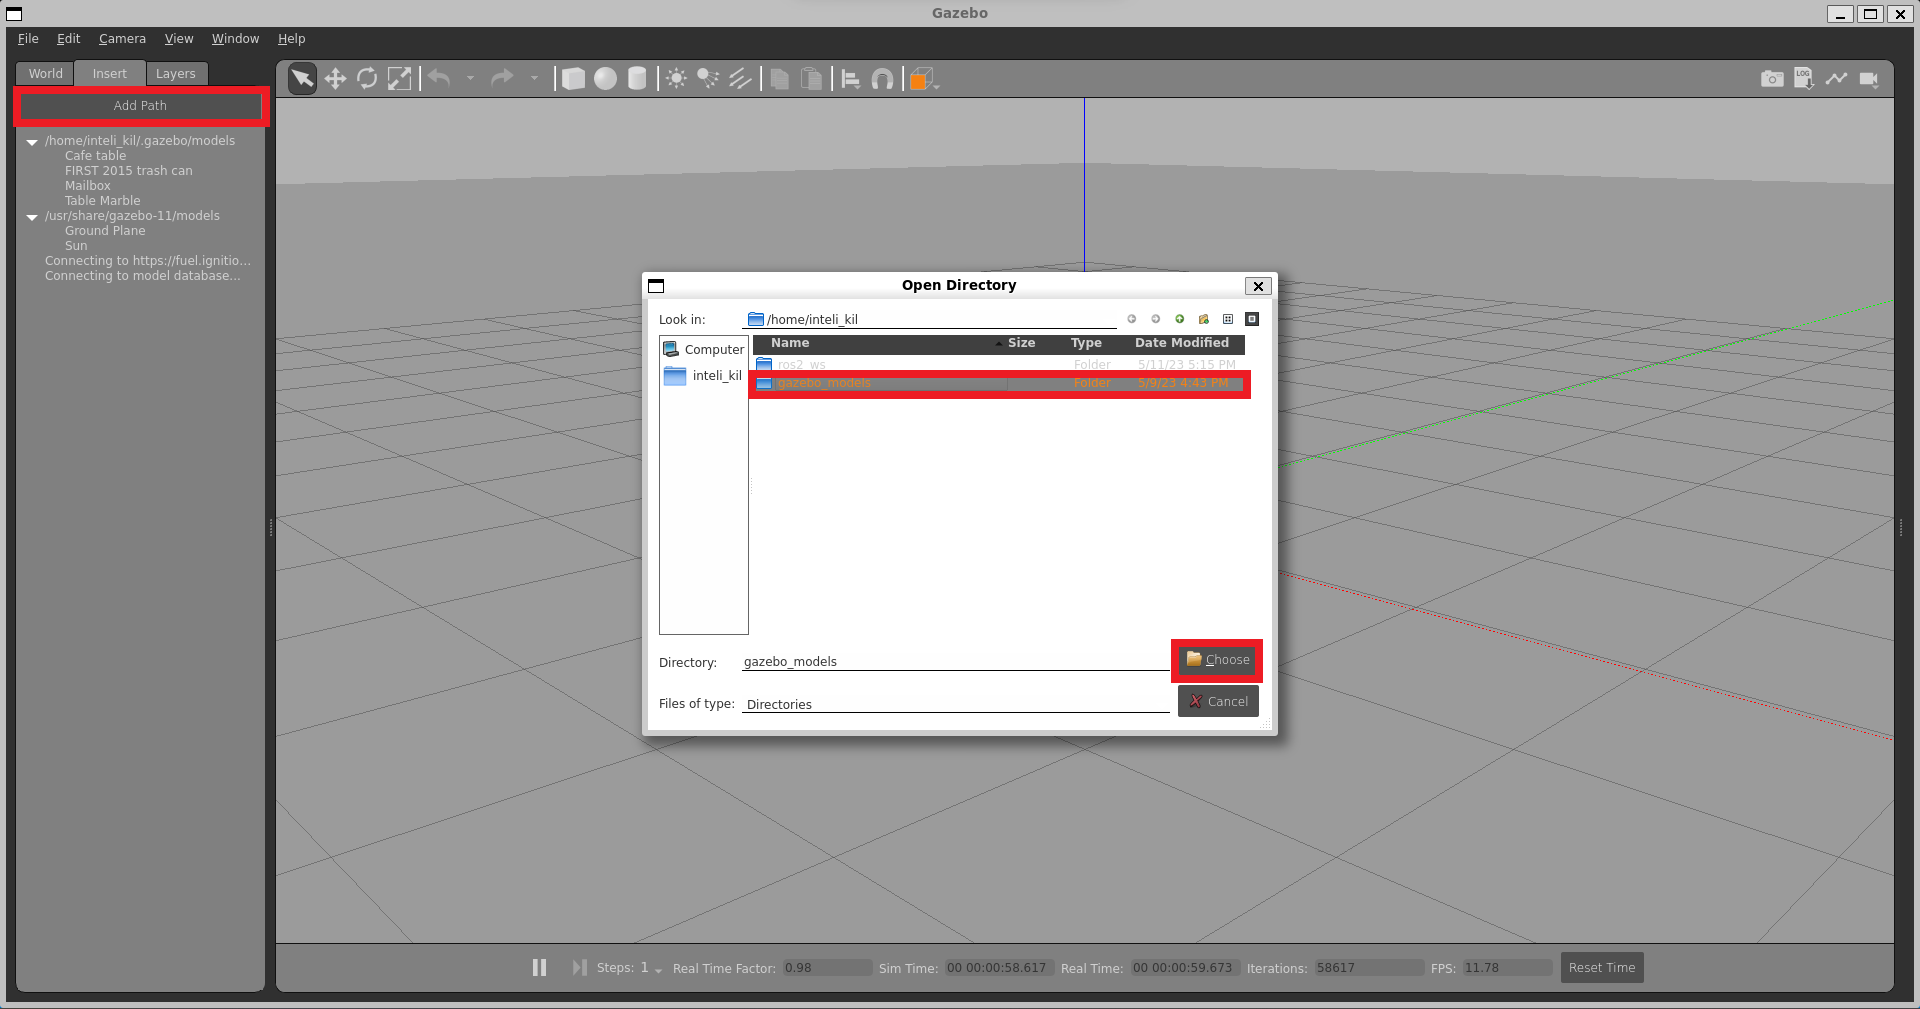 Gazebo
File Edit Camera View Window Help
World Insert Layers
LOG
Add Path
/home/inteli_kil/.gazebo/models
Cafe table
FIRST 2015 trash can
Mailbox
Table Marble
/usr/share/gazebo-11/models
Ground Plane
Sun
Connecting to https://fuel.ignitio...
Connecting to model database...
Open Directory
Look in: /home/inteli_kil
Computer
inteli_kil
Name Size Type Date Modified
ros2_ws Folder 5/11/23 5:15 PM
gazebo_models Folder 5/9/23 4:43 PM
Directory: gazebo_models
Choose
Files of type: Directories
Cancel
Steps: 1 Real Time Factor: 0.98 Sim Time: 00 00:00:58.617 Real Time: 00 00:00:59.673 Iterations: 58617 FPS: 11.78 Reset Time